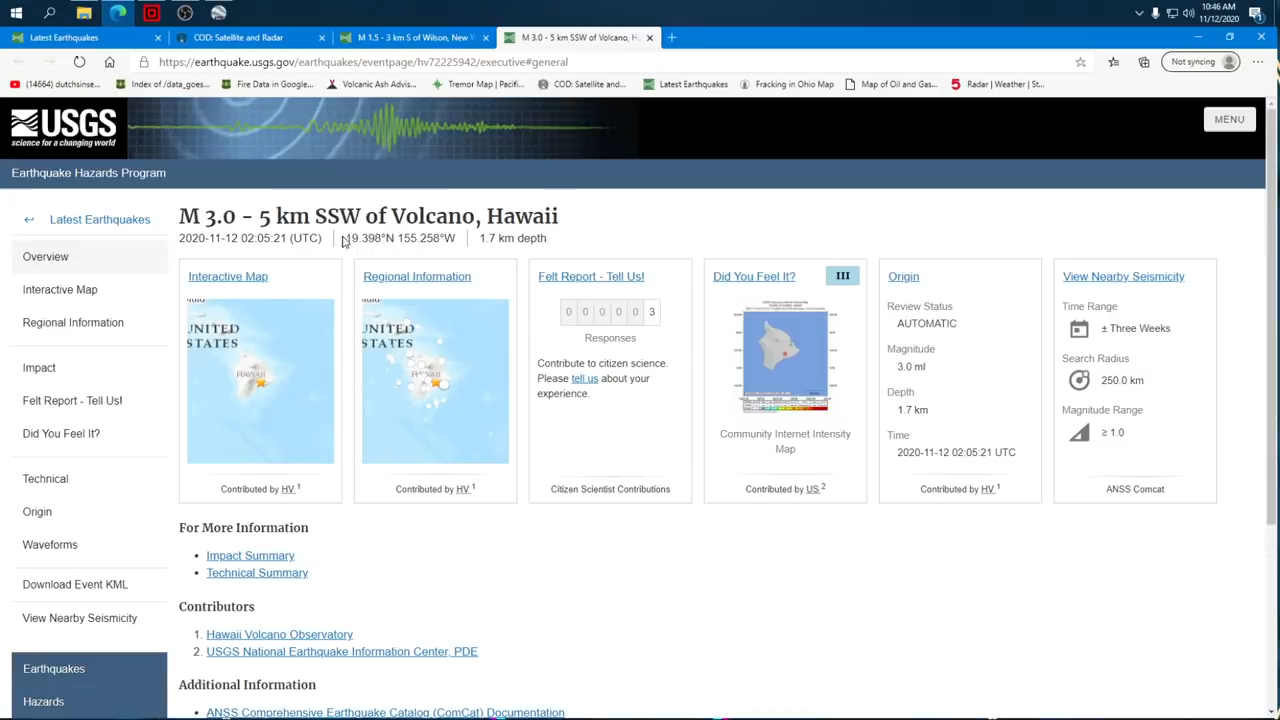 10:46 AM
11/12/2020
Latest Earthquakes
COD: Satellite and Radar
M 1.5 - 3 km S of Wilson, New
M 3.0 - 5 km SSW of Volcano, H
https://earthquake.usgs.gov/earthquakes/eventpage/hv72225942/executive#general
Not syncing
(14664) dutchsinse...
Index of /data_goes...
Fire Data in Google...
Volcanic Ash Advis...
Tremor Map | Pacifi...
COD: Satellite and...
Latest Earthquakes
Fracking in Ohio Map
Map of Oil and Gas...
Radar | Weather | St...
USGS
science for a changing world
MENU
Earthquake Hazards Program
Latest Earthquakes
Overview
Interactive Map
Regional Information
Impact
Felt Report - Tell Us!
Did You Feel It?
Technical
Origin
Waveforms
Download Event KML
View Nearby Seismicity
Earthquakes
Hazards
M 3.0 - 5 km SSW of Volcano, Hawaii
2020-11-12 02:05:21 (UTC)
19.398°N 155.258°W
1.7 km depth
Interactive Map
UNITED
STATES
HAWAII
Contributed by HV 1
Regional Information
UNITED
STATES
HAWAII
Contributed by HV 1
Felt Report - Tell Us!
0 0 0 0 0 3
Responses
Contribute to citizen science.
Please tell us about your
experience.
Citizen Scientist Contributions
Did You Feel It?
III
Community Internet Intensity
Map
Contributed by US 2
Origin
Review Status
AUTOMATIC
Magnitude
3.0 ml
Depth
1.7 km
Time
2020-11-12 02:05:21 UTC
Contributed by HV 1
View Nearby Seismicity
Time Range
± Three Weeks
Search Radius
250.0 km
Magnitude Range
≥ 1.0
ANSS Comcat
For More Information
• Impact Summary
• Technical Summary
Contributors
1. Hawaii Volcano Observatory
2. USGS National Earthquake Information Center, PDE
Additional Information
• ANSS Comprehensive Earthquake Catalog (ComCat) Documentation